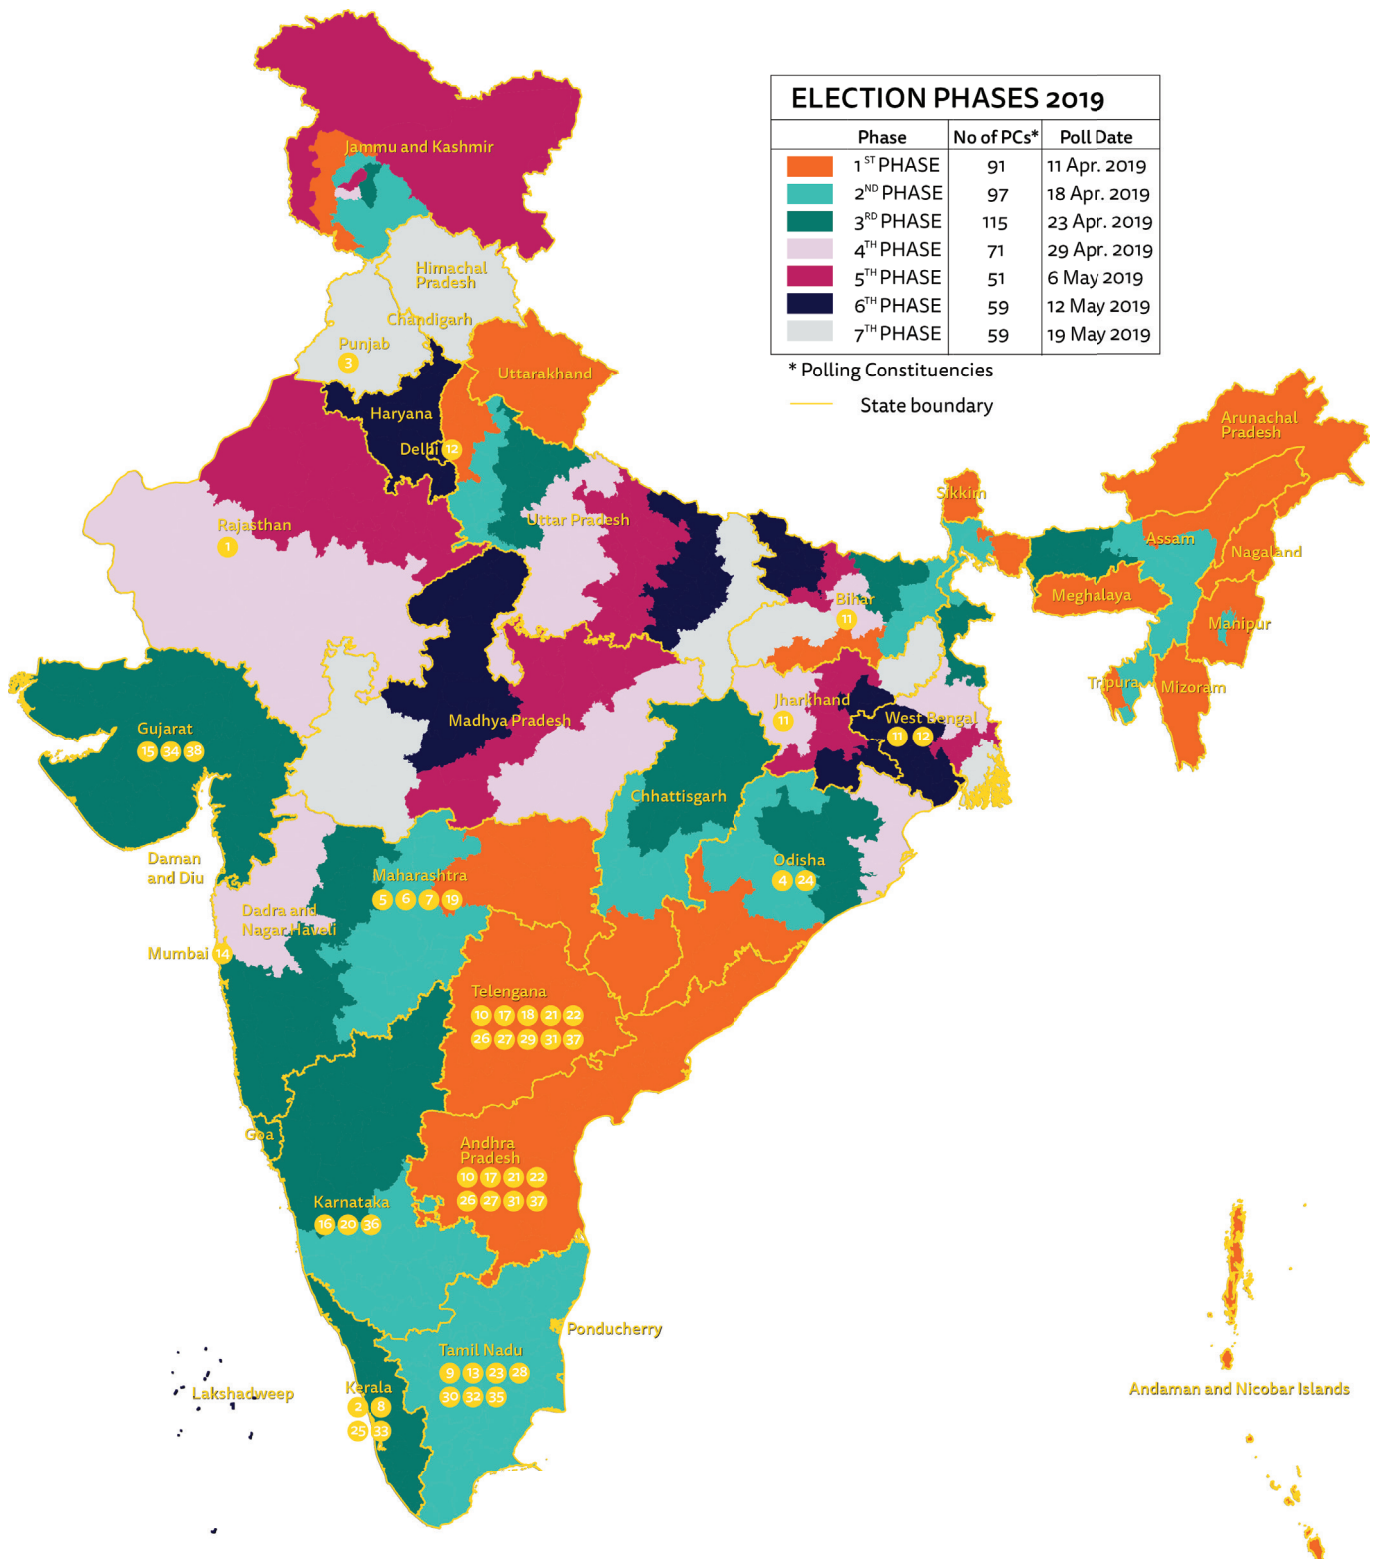 ELECTION PHASES 2019
Phase No of PCs* Poll Date
1ST PHASE 91 11 Apr. 2019
2ND PHASE 97 18 Apr. 2019
3RD PHASE 115 23 Apr. 2019
4TH PHASE 71 29 Apr. 2019
5TH PHASE 51 6 May 2019
6TH PHASE 59 12 May 2019
7TH PHASE 59 19 May 2019
* Polling Constituencies
State boundary
Jammu and Kashmir
Himachal
Pradesh
Chandigarh
Punjab
3
Uttarakhand
Haryana
Delhi 12
Arunachal
Pradesh
Sikkim
Rajasthan
1
Uttar Pradesh
Assam
Nagaland
Meghalaya
Bihar
11
Manipur
Tripura
Mizoram
Jharkhand
11
West Bengal
11 12
Gujarat
15 34 38
Madhya Pradesh
Chhattisgarh
Daman
and Diu
Odisha
4 24
Maharashtra
5 6 7 19
Dadra and
Nagar Haveli
Mumbai 14
Telengana
10 17 18 21 22
26 27 29 31 37
Goa
Andhra
Pradesh
10 17 21 22
26 27 31 37
Karnataka
16 20 36
Ponducherry
Tamil Nadu
9 13 23 28
30 32 35
Kerala
2 8
25 33
Lakshadweep
Andaman and Nicobar Islands